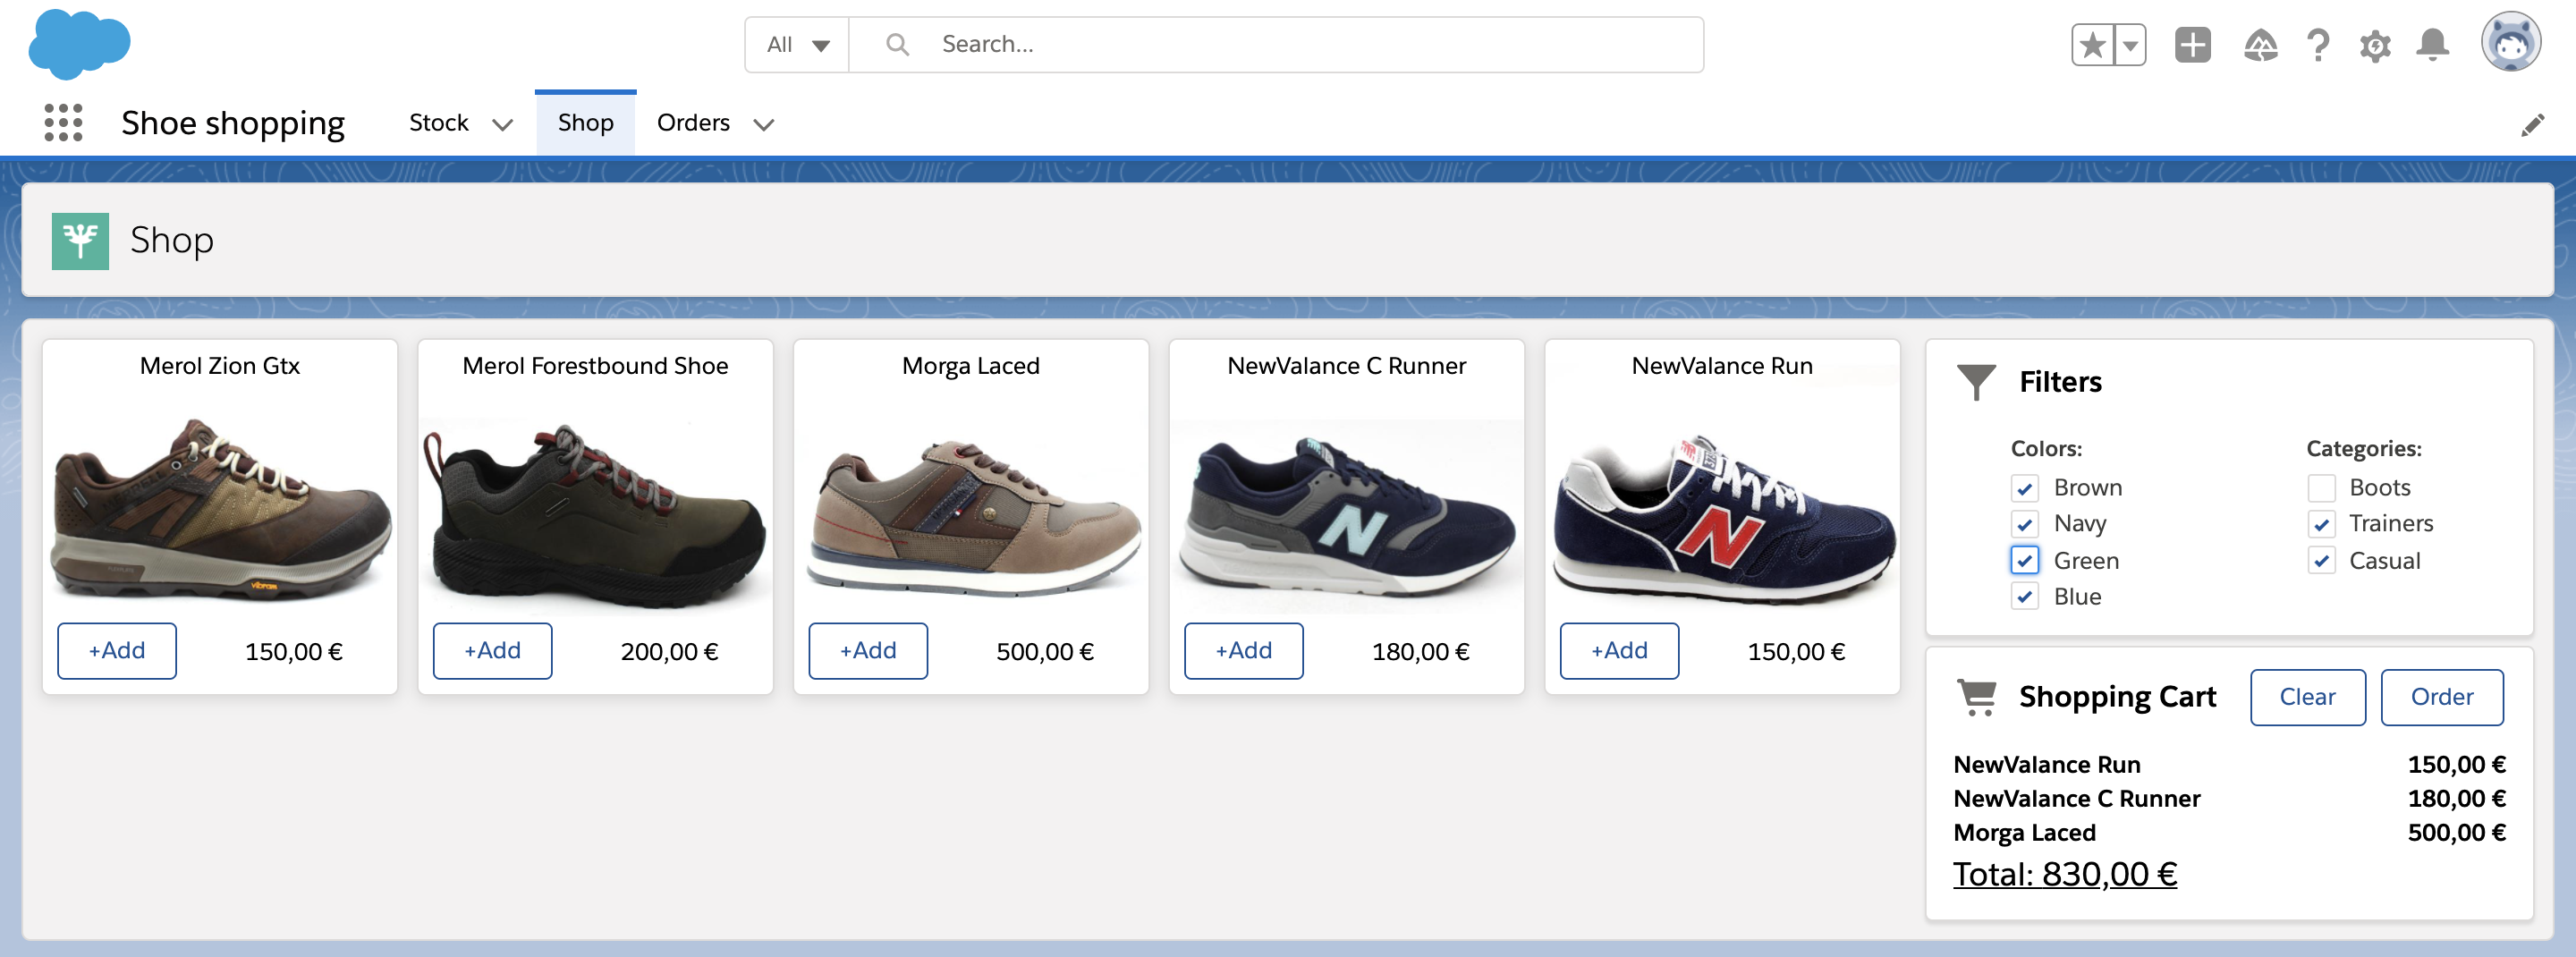 All
Search...
Shoe shopping
Stock
Shop
Orders
Shop
Merol Zion Gtx
Merol Forestbound Shoe
Morga Laced
NewValance C Runner
NewValance Run
+Add 150,00 €
+Add 200,00 €
+Add 500,00 €
+Add 180,00 €
+Add 150,00 €
Filters
Colors:
Brown
Navy
Green
Blue
Categories:
Boots
Trainers
Casual
Shopping Cart
Clear
Order
NewValance Run 150,00 €
NewValance C Runner 180,00 €
Morga Laced 500,00 €
Total: 830,00 €